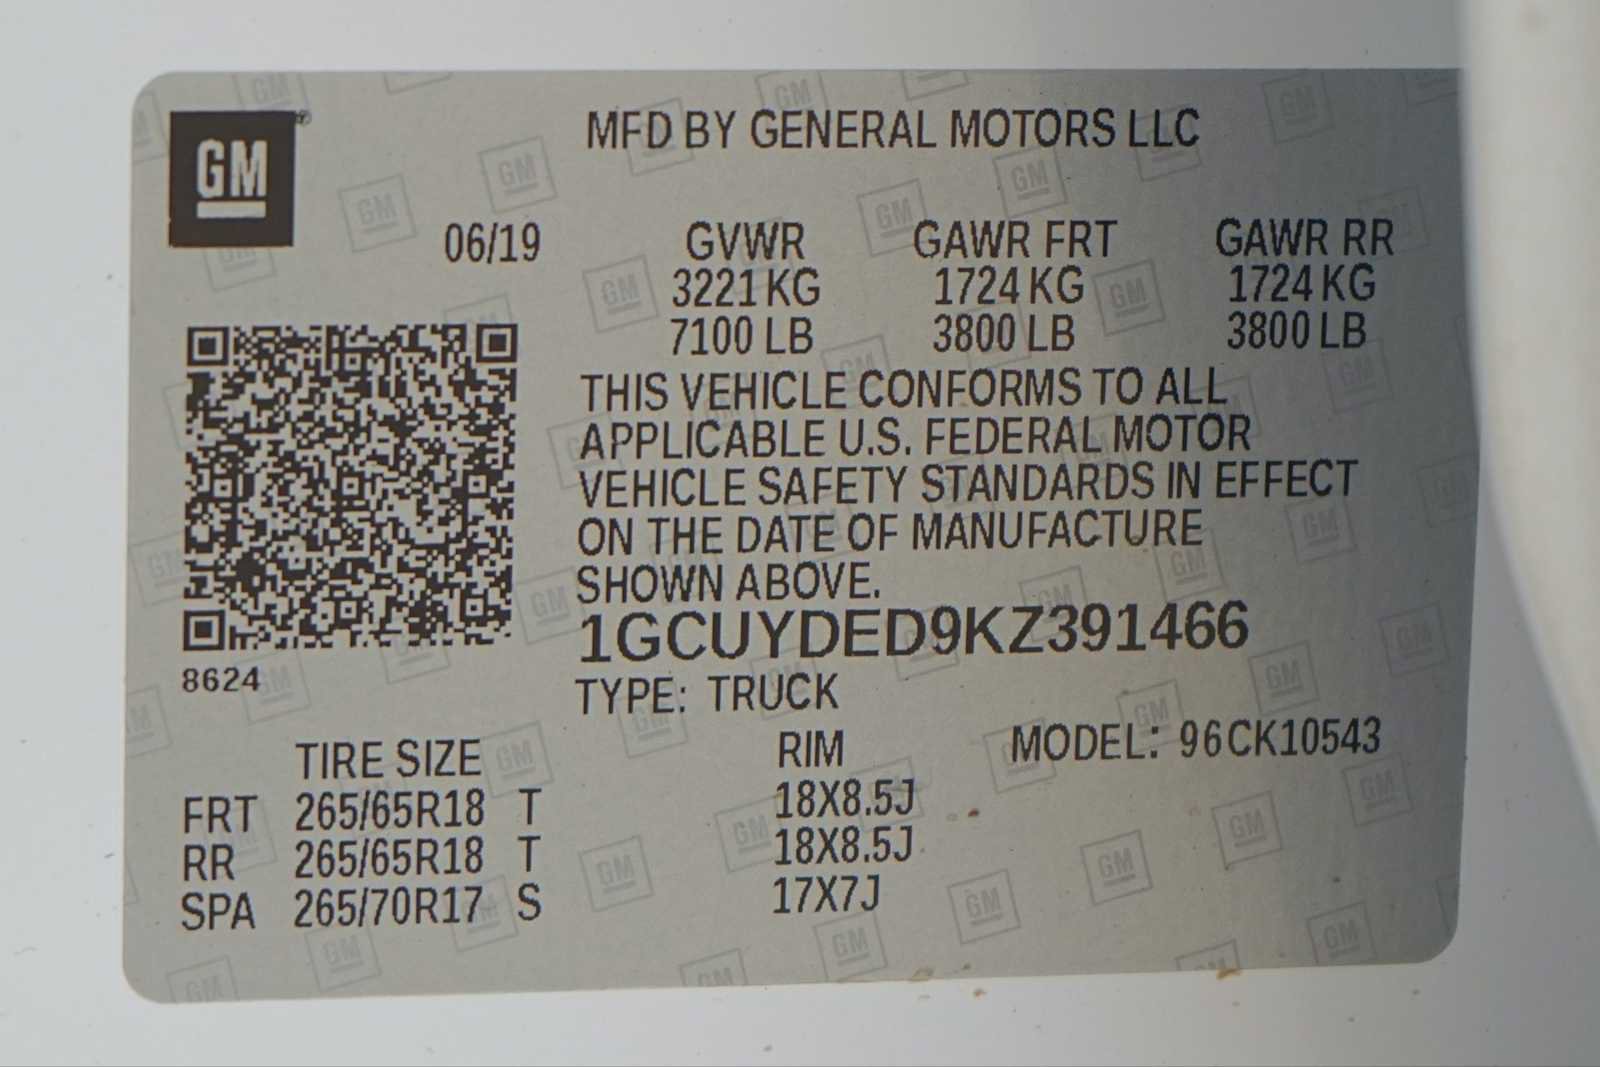 GM
MFD BY GENERAL MOTORS LLC
06/19 GVWR GAWR FRT GAWR RR
3221 KG 1724 KG 1724 KG
7100 LB 3800 LB 3800 LB
THIS VEHICLE CONFORMS TO ALL
APPLICABLE U.S. FEDERAL MOTOR
VEHICLE SAFETY STANDARDS IN EFFECT
ON THE DATE OF MANUFACTURE
SHOWN ABOVE.
1GCUYDED9KZ391466
8624
TYPE: TRUCK
TIRE SIZE RIM MODEL: 96CK10543
FRT 265/65R18 T 18X8.5J
RR 265/65R18 T 18X8.5J
SPA 265/70R17 S 17X7J